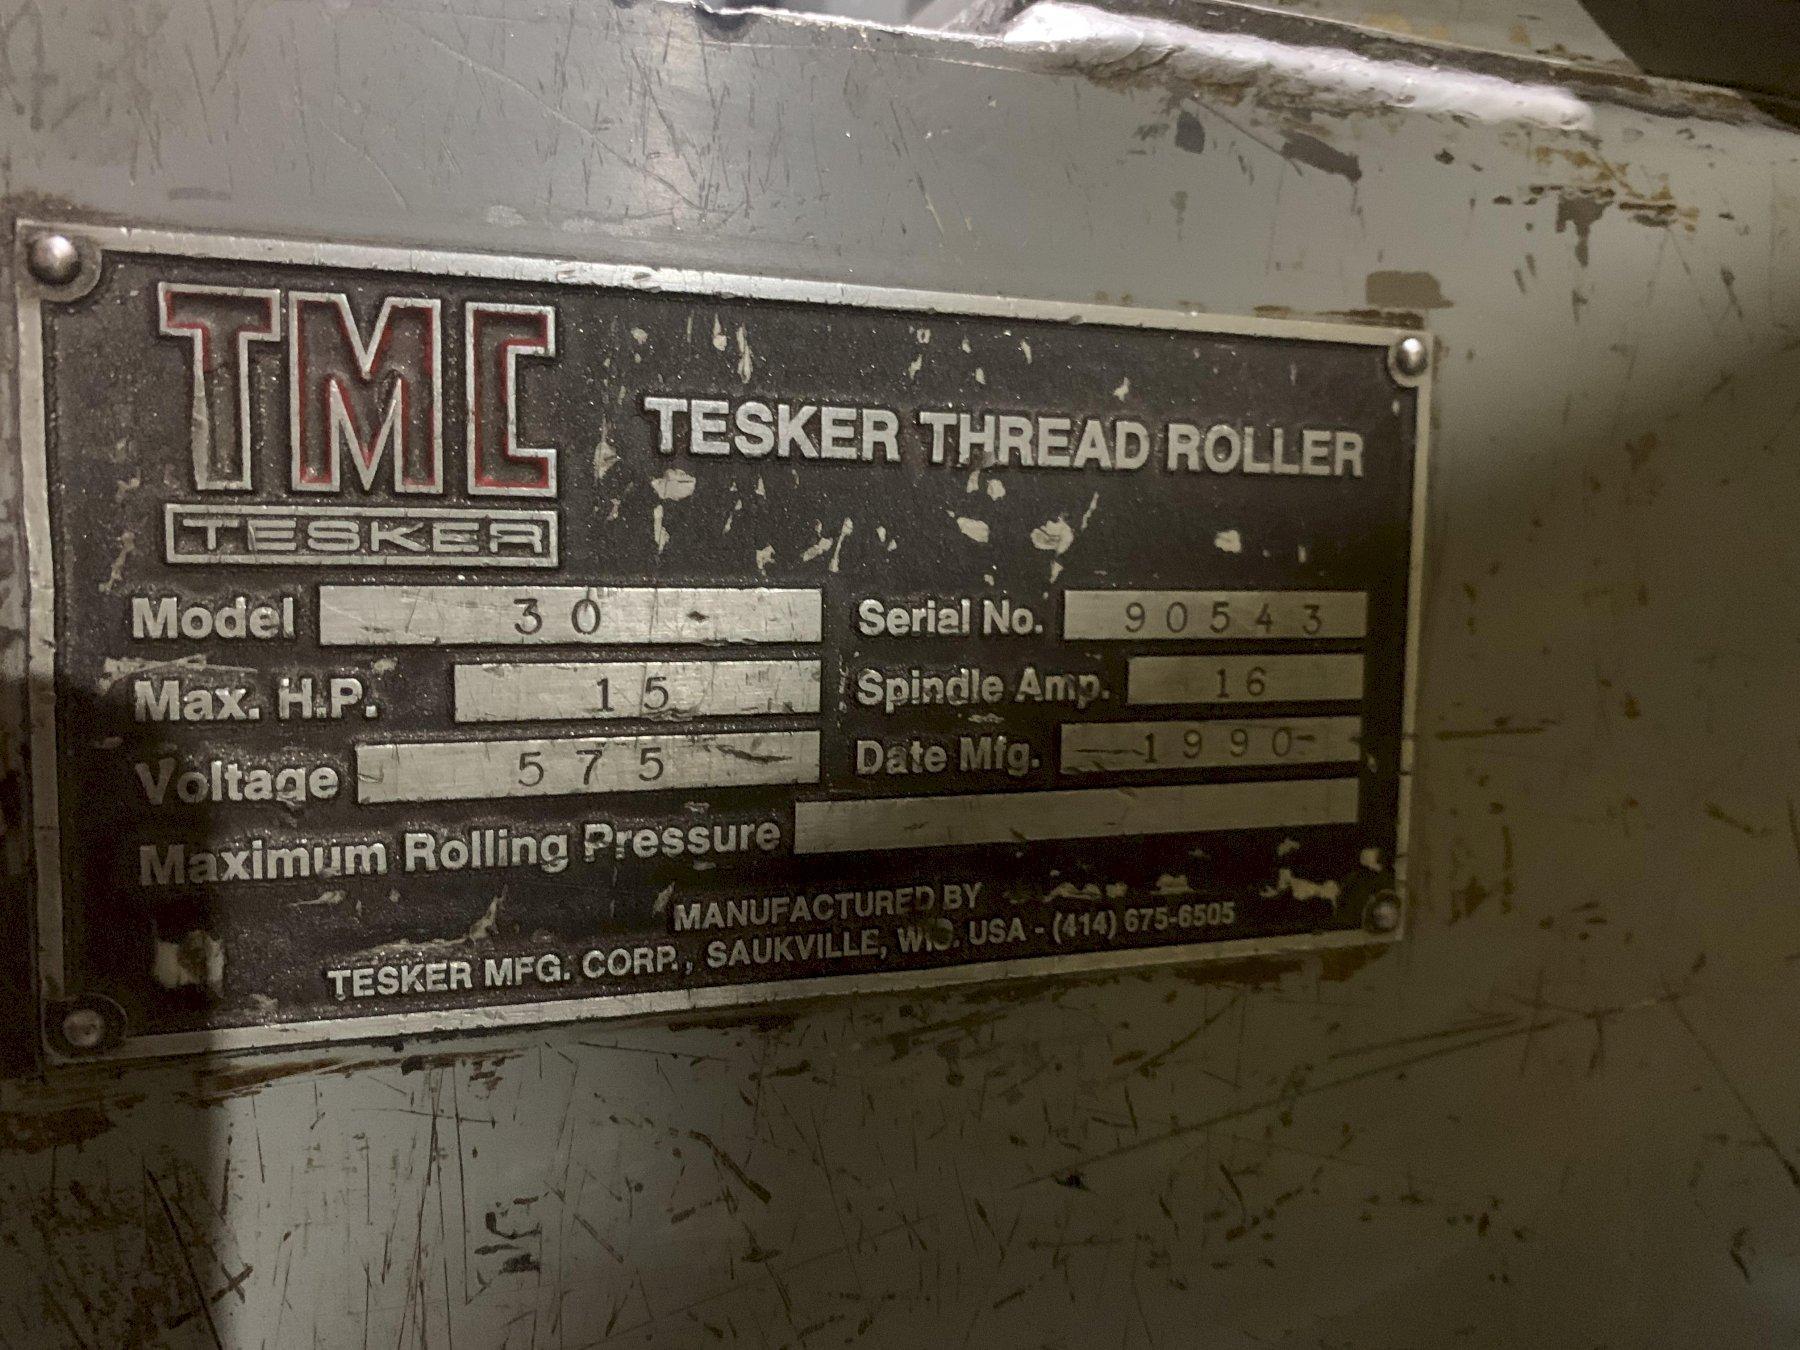 TMC
TESKER
TESKER THREAD ROLLER
Model 30 Serial No. 90543
Max. H.P. 15 Spindle Amp. 16
Voltage 575 Date Mfg. 1990
Maximum Rolling Pressure
MANUFACTURED BY
TESKER MFG. CORP., SAUKVILLE, WIS. USA - (414) 675-6505